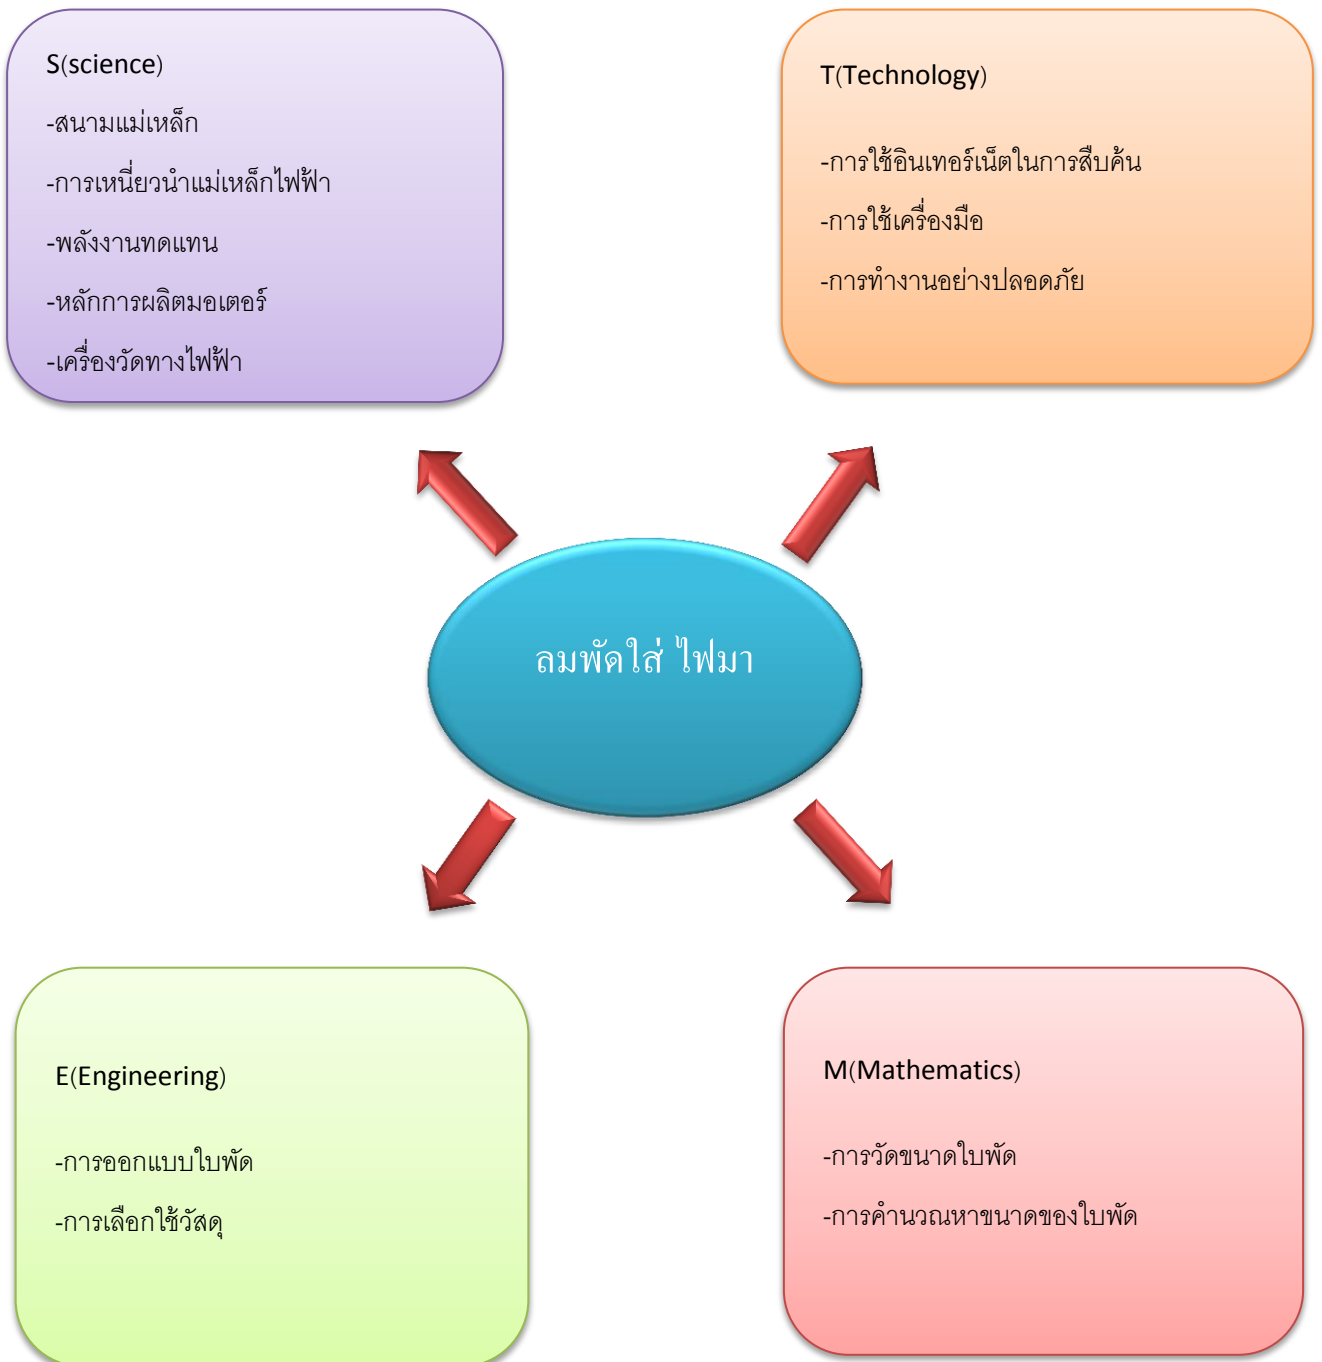 S(science)
-สนามแม่เหล็ก
-การเหนี่ยวนำแม่เหล็กไฟฟ้า
-พลังงานทดแทน
-หลักการผลิตมอเตอร์
-เครื่องวัดทางไฟฟ้า
T(Technology)
-การใช้อินเทอร์เน็ตในการสืบค้น
-การใช้เครื่องมือ
-การทำงานอย่างปลอดภัย
ลมพัดใส่ ไฟมา
E(Engineering)
-การออกแบบใบพัด
-การเลือกใช้วัสดุ
M(Mathematics)
-การวัดขนาดใบพัด
-การคำนวณหาขนาดของใบพัด